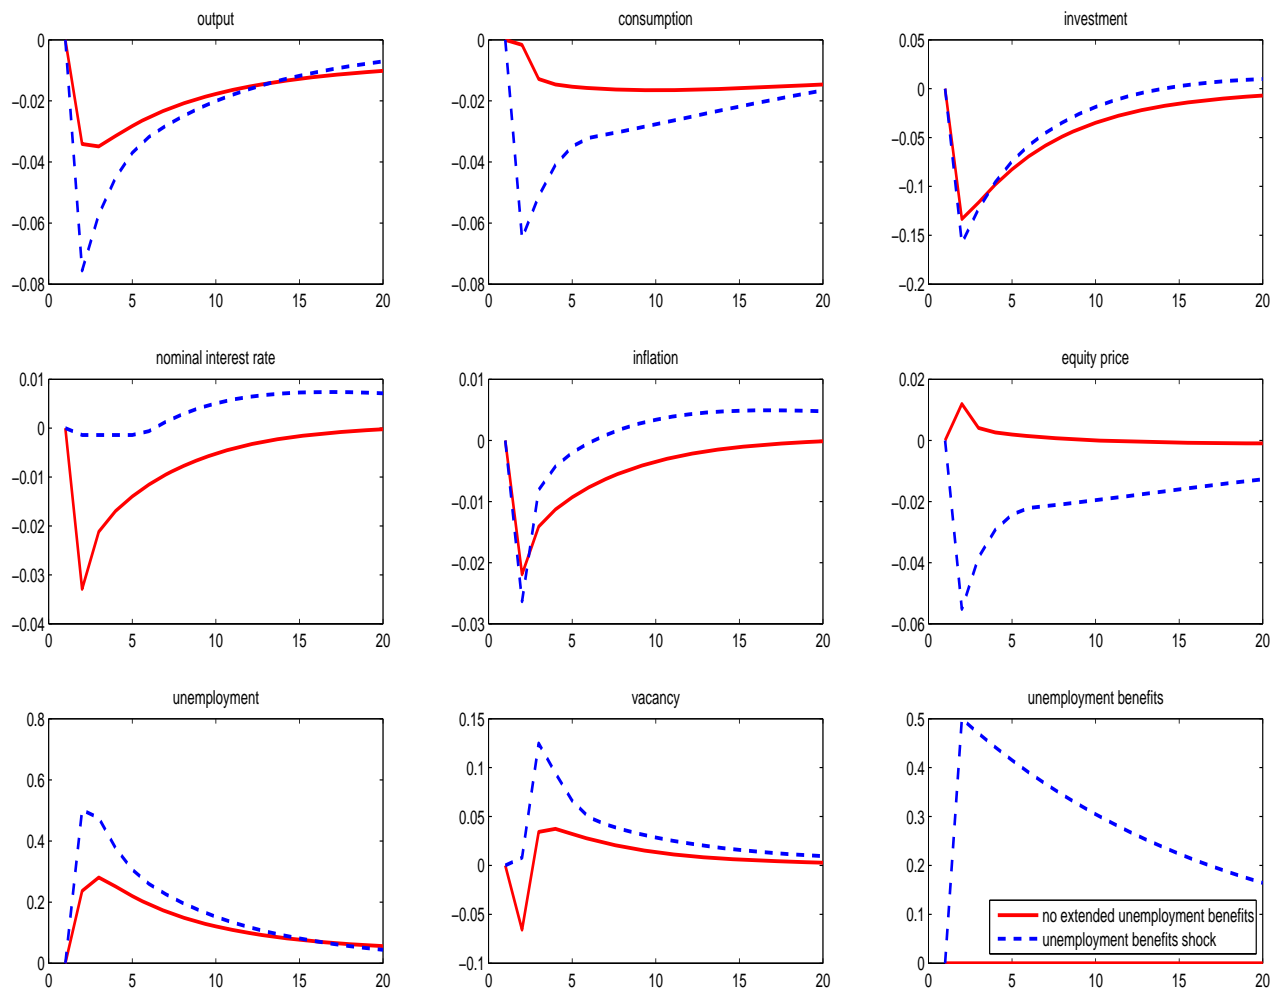 output
consumption
investment
0
−0.02
−0.04
−0.06
−0.08
0 5 10 15 20
0
−0.02
−0.04
−0.06
−0.08
0 5 10 15 20
0.05
0
−0.05
−0.1
−0.15
−0.2
0 5 10 15 20
nominal interest rate
inflation
equity price
0.01
0
−0.01
−0.02
−0.03
−0.04
0 5 10 15 20
0.01
0
−0.01
−0.02
−0.03
0 5 10 15 20
0.02
0
−0.02
−0.04
−0.06
0 5 10 15 20
unemployment
vacancy
unemployment benefits
0.8
0.6
0.4
0.2
0
0 5 10 15 20
0.15
0.1
0.05
0
−0.05
−0.1
0 5 10 15 20
0.5
0.4
0.3
0.2
0.1
0
0 5 10 15 20
no extended unemployment benefits
unemployment benefits shock